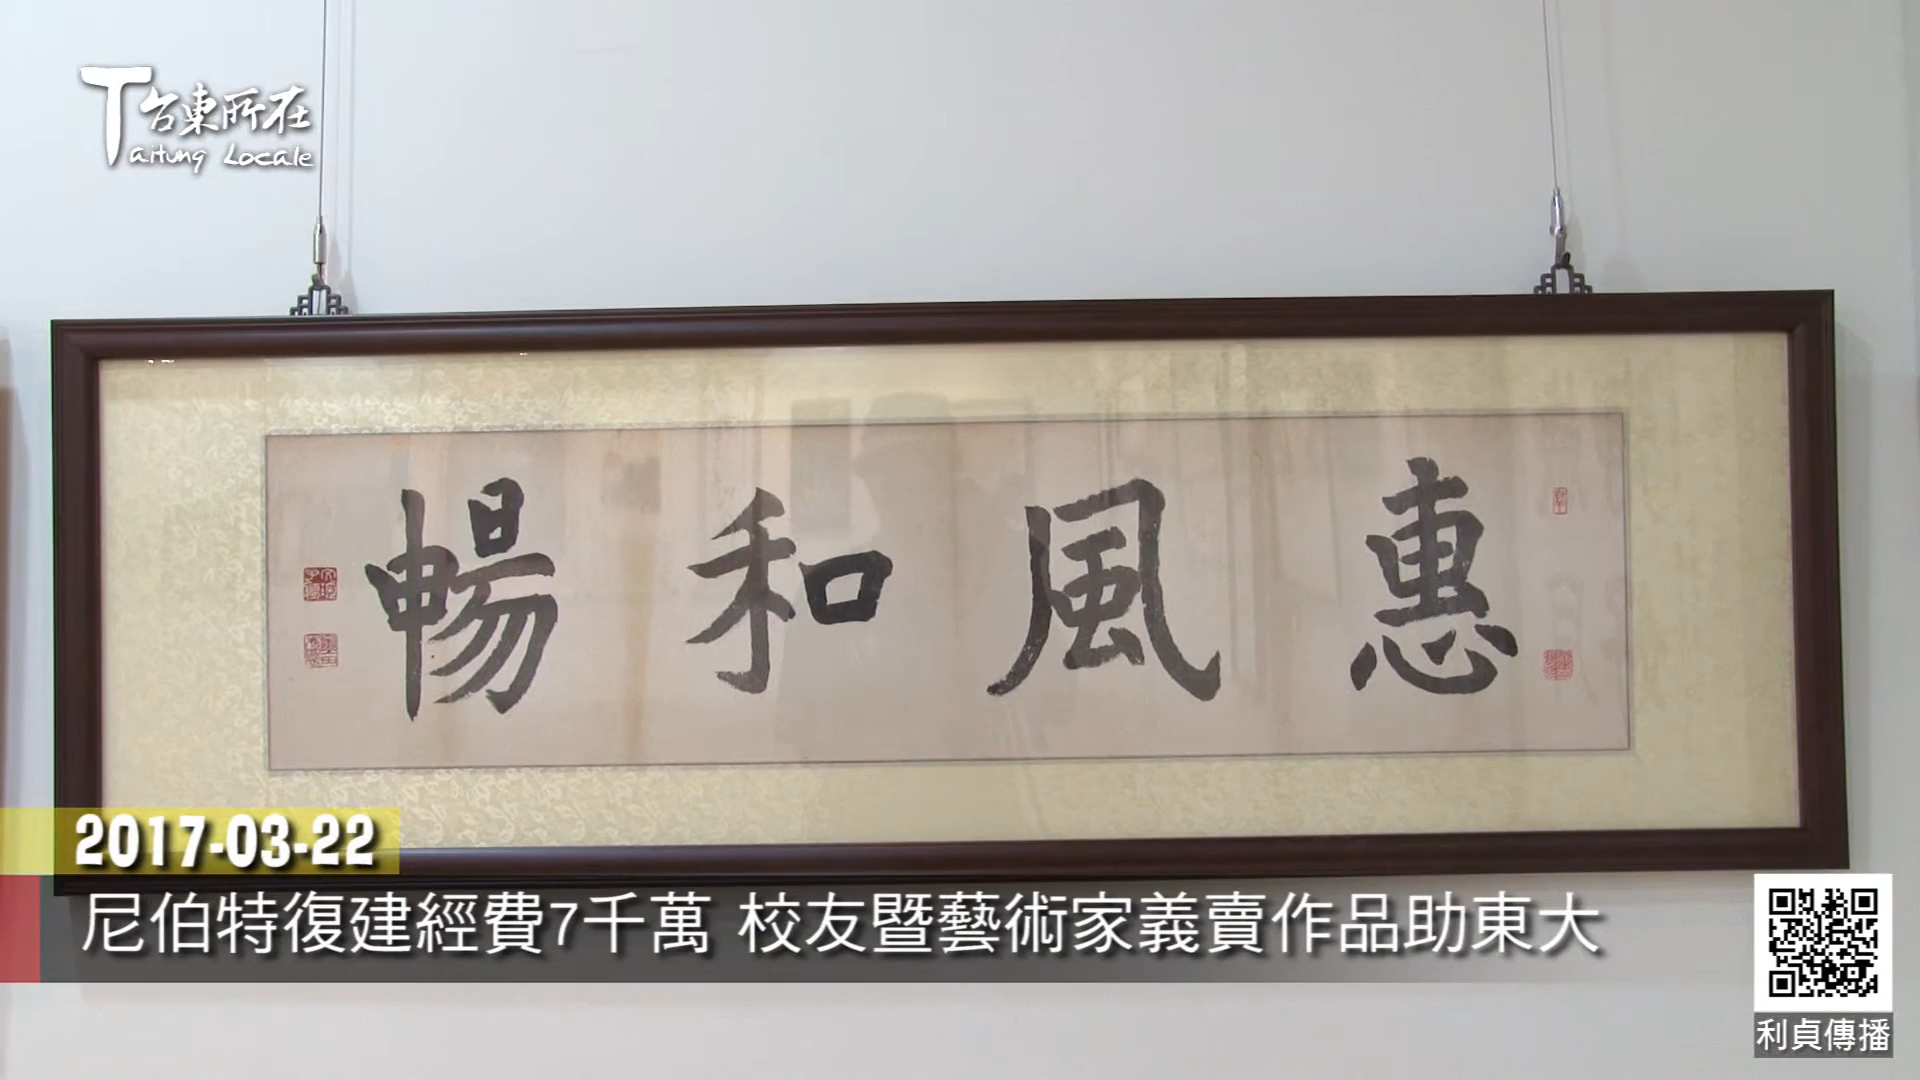 台東所在
Taitung Locale
惠風和暢
2017-03-22
尼伯特復建經費7千萬 校友暨藝術家義賣作品助東大
利貞傳播